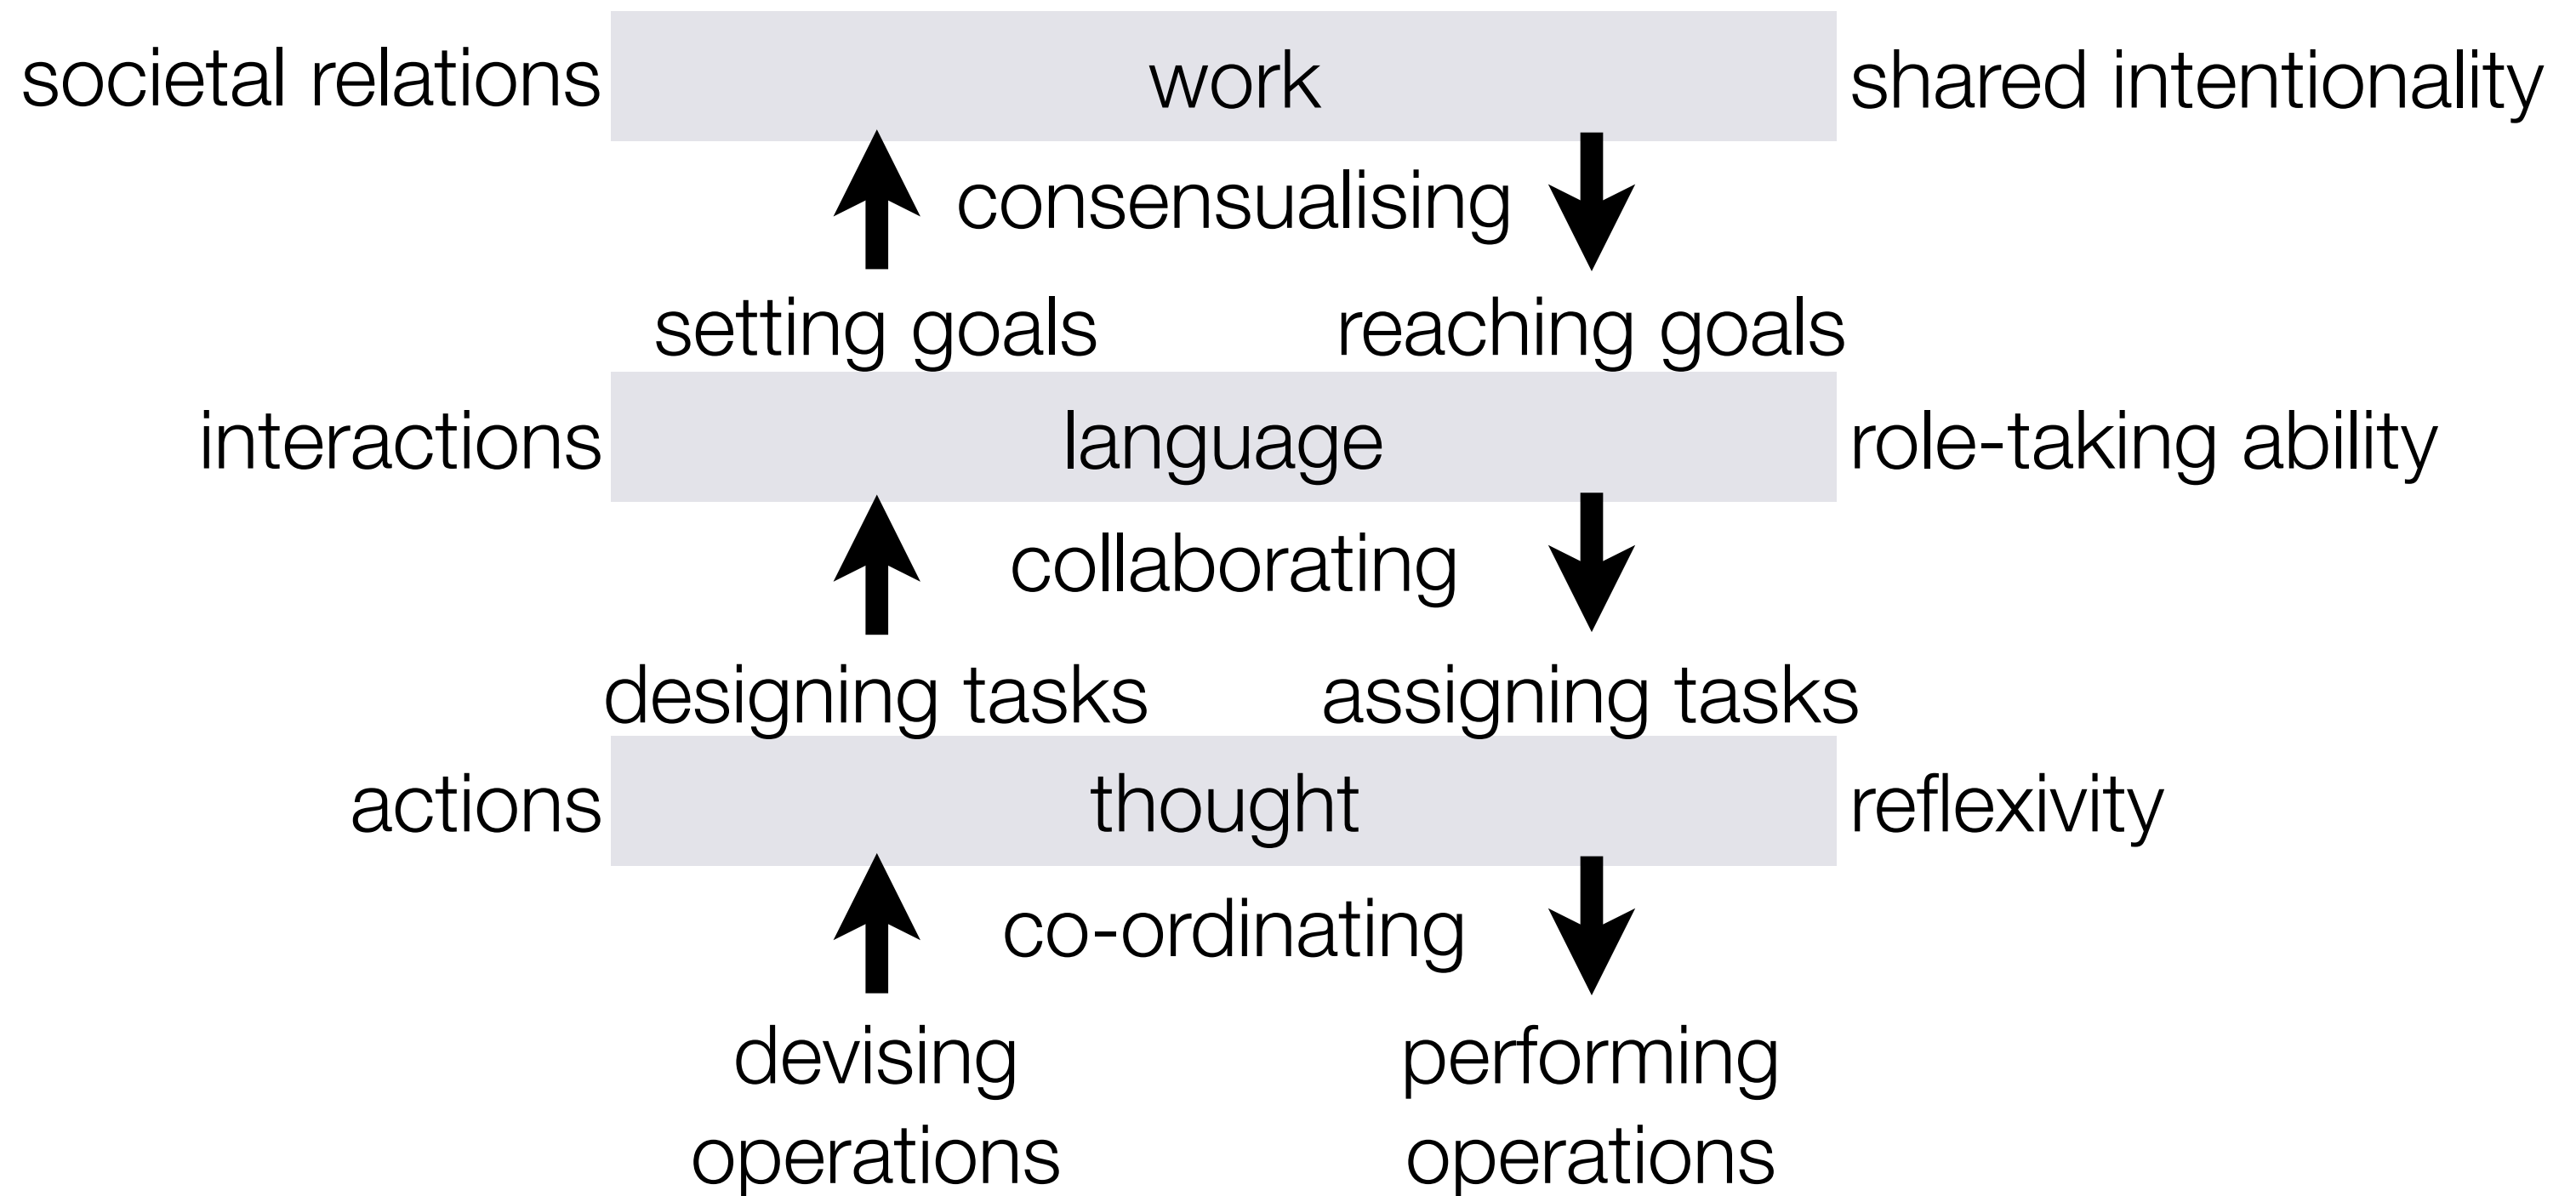 societal relations work shared intentionality
consensualising
setting goals reaching goals
interactions language role-taking ability
collaborating
designing tasks assigning tasks
actions thought reflexivity
co-ordinating
devising performing
operations operations